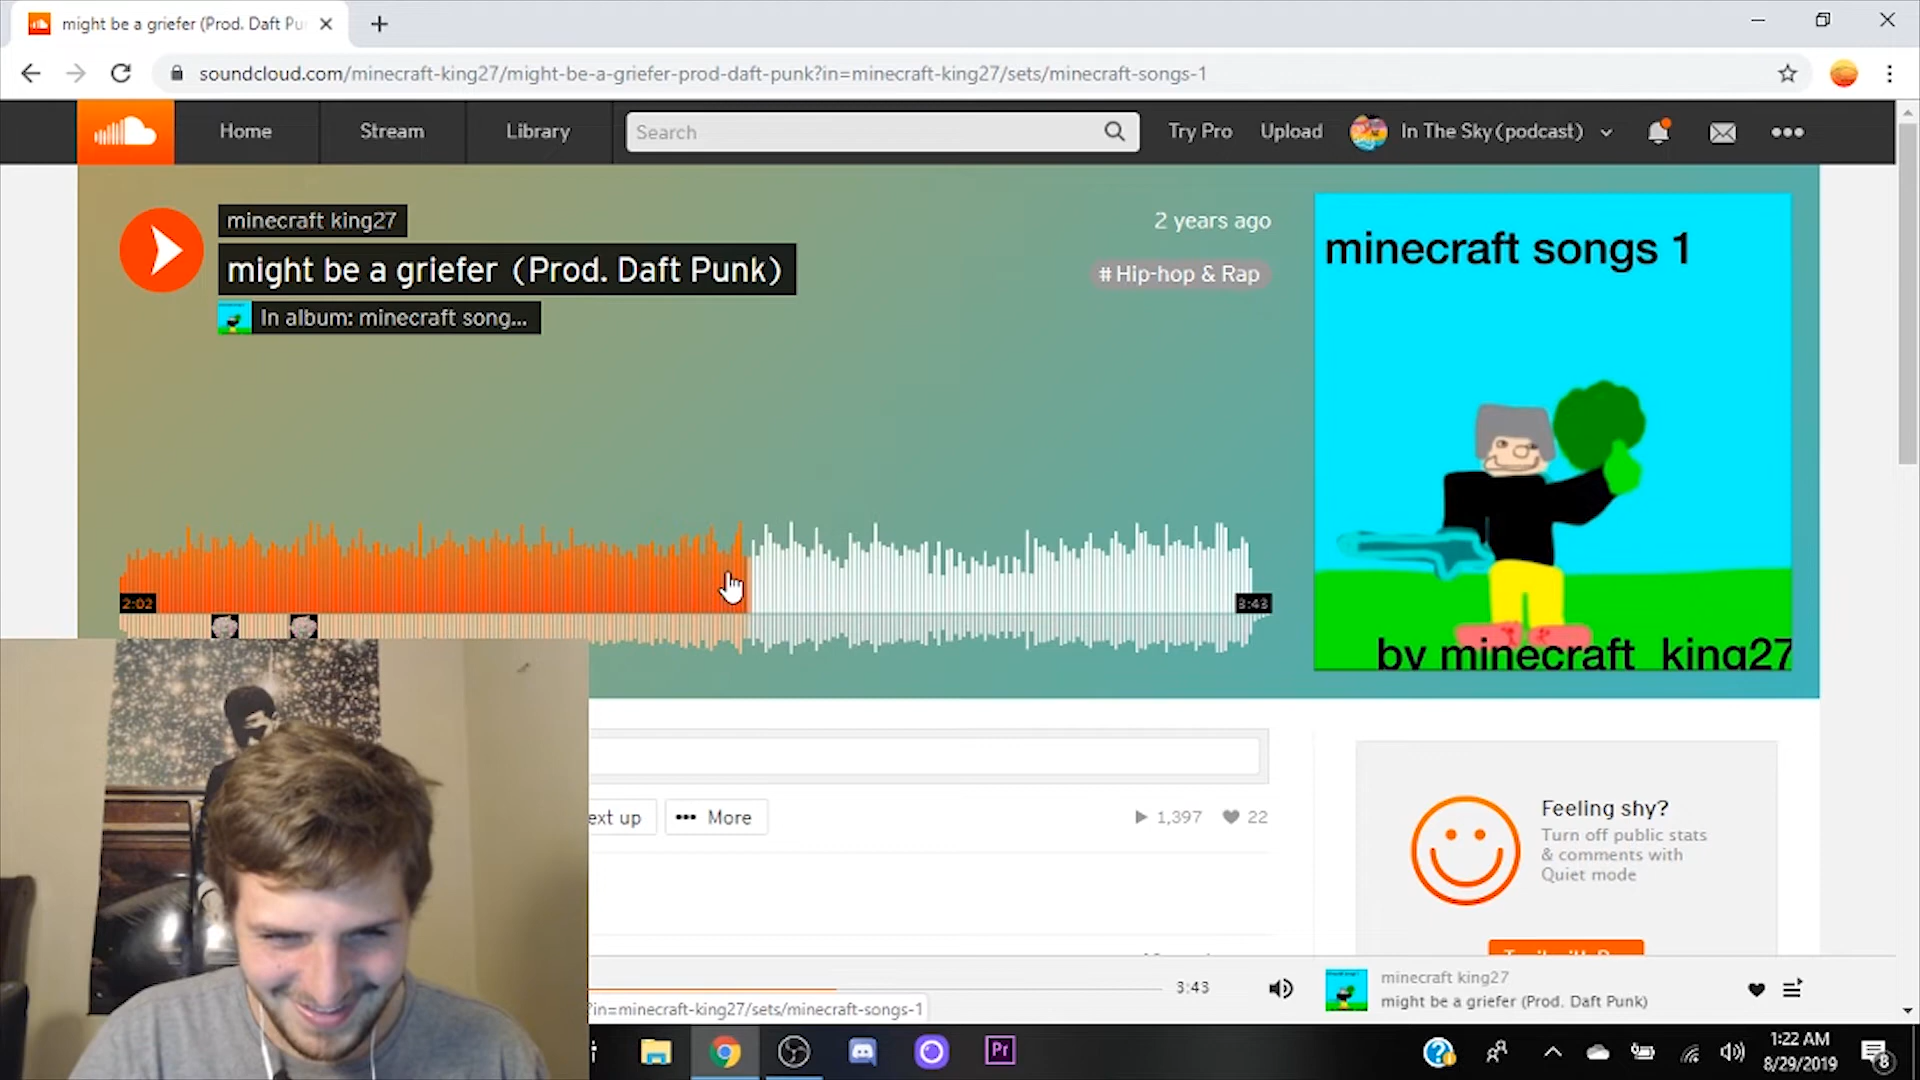 might be a griefer (Prod. Daft Pu
soundcloud.com/minecraft-king27/might-be-a-griefer-prod-daft-punk?in=minecraft-king27/sets/minecraft-songs-1
Home
Stream
Library
Search
Try Pro
Upload
In The Sky (podcast)
minecraft king27
2 years ago
might be a griefer (Prod. Daft Punk)
# Hip-hop & Rap
In album: minecraft song...
minecraft songs 1
by minecraft king27
2:02
3:43
ext up
More
1,397
22
Feeling shy?
Turn off public stats
& comments with
Quiet mode
3:43
minecraft king27
might be a griefer (Prod. Daft Punk)
?in=minecraft-king27/sets/minecraft-songs-1
Pr
1:22 AM
8/29/2019
8